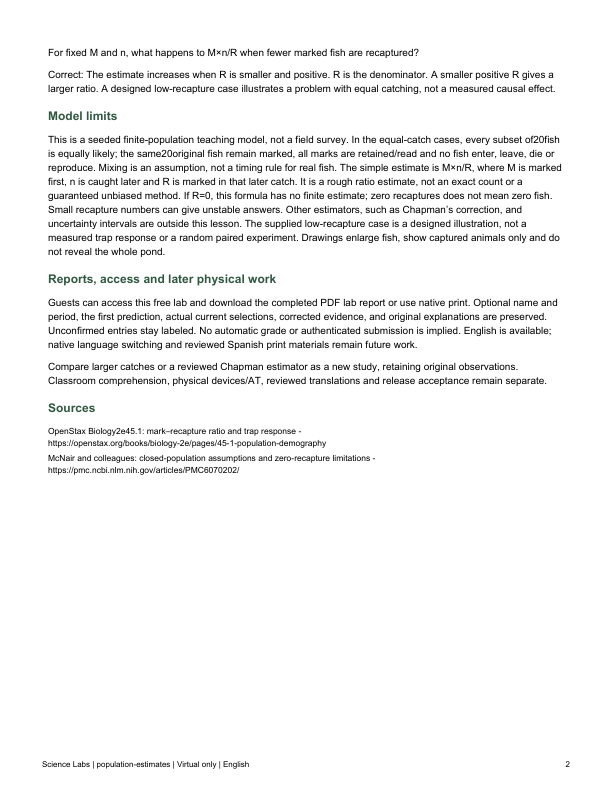 For fixed M and n, what happens to M×n/R when fewer marked fish are recaptured?
Correct: The estimate increases when R is smaller and positive. R is the denominator. A smaller positive R gives a
larger ratio. A designed low-recapture case illustrates a problem with equal catching, not a measured causal effect.
Model limits
This is a seeded finite-population teaching model, not a field survey. In the equal-catch cases, every subset of20fish
is equally likely; the same20original fish remain marked, all marks are retained/read and no fish enter, leave, die or
reproduce. Mixing is an assumption, not a timing rule for real fish. The simple estimate is M×n/R, where M is marked
first, n is caught later and R is marked in that later catch. It is a rough ratio estimate, not an exact count or a
guaranteed unbiased method. If R=0, this formula has no finite estimate; zero recaptures does not mean zero fish.
Small recapture numbers can give unstable answers. Other estimators, such as Chapman's correction, and
uncertainty intervals are outside this lesson. The supplied low-recapture case is a designed illustration, not a
measured trap response or a random paired experiment. Drawings enlarge fish, show captured animals only and do
not reveal the whole pond.
Reports, access and later physical work
Guests can access this free lab and download the completed PDF lab report or use native print. Optional name and
period, the first prediction, actual current selections, corrected evidence, and original explanations are preserved.
Unconfirmed entries stay labeled. No automatic grade or authenticated submission is implied. English is available;
native language switching and reviewed Spanish print materials remain future work.
Compare larger catches or a reviewed Chapman estimator as a new study, retaining original observations.
Classroom comprehension, physical devices/AT, reviewed translations and release acceptance remain separate.
Sources
OpenStax Biology2e45.1: mark–recapture ratio and trap response -
https://openstax.org/books/biology-2e/pages/45-1-population-demography
McNair and colleagues: closed-population assumptions and zero-recapture limitations -
https://pmc.ncbi.nlm.nih.gov/articles/PMC6070202/
Science Labs | population-estimates | Virtual only | English
2